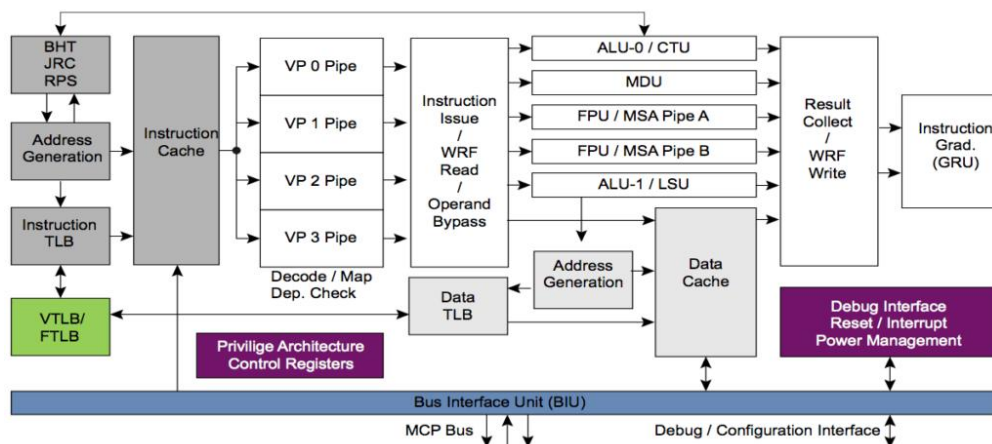 BHT
JRC
RPS
Address
Generation
Instruction
TLB
VTLB/
FTLB
Instruction
Cache
VP 0 Pipe
VP 1 Pipe
VP 2 Pipe
VP 3 Pipe
Decode / Map
Dep. Check
Instruction
Issue
/
WRF
Read
/
Operand
Bypass
ALU-0 / CTU
MDU
FPU / MSA Pipe A
FPU / MSA Pipe B
ALU-1 / LSU
Address
Generation
Data
TLB
Data
Cache
Result
Collect
/
WRF
Write
Instruction
Grad.
(GRU)
Privilige Architecture
Control Registers
Debug Interface
Reset / Interrupt
Power Management
Bus Interface Unit (BIU)
MCP Bus
Debug / Configuration Interface